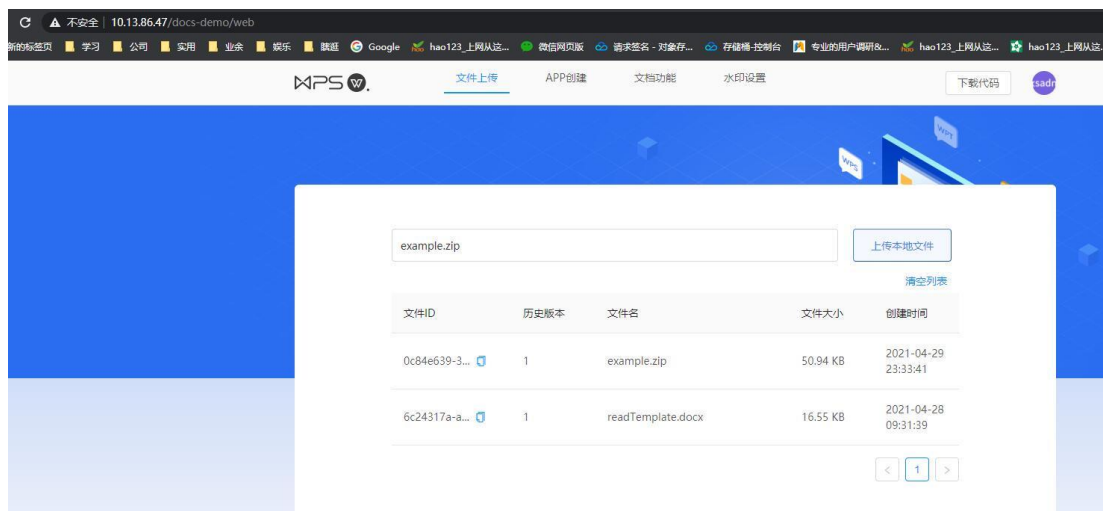 不安全 | 10.13.86.47/docs-demo/web
新的标签页 学习 公司 实用 业余 娱乐 瞎逛 Google hao123_上网从这... 微信网页版 请求签名 - 对象存... 存储桶-控制台 专业的用户调研&... hao123_上网从这... hao123_上网从这.
WPS 文件上传 APP创建 文档功能 水印设置 下载代码 csadn
WPT
WPS
example.zip 上传本地文件
清空列表
文件ID 历史版本 文件名 文件大小 创建时间
0c84e639-3... 1 example.zip 50.94 KB 2021-04-29
23:33:41
6c24317a-a... 1 readTemplate.docx 16.55 KB 2021-04-28
09:31:39
< 1 >